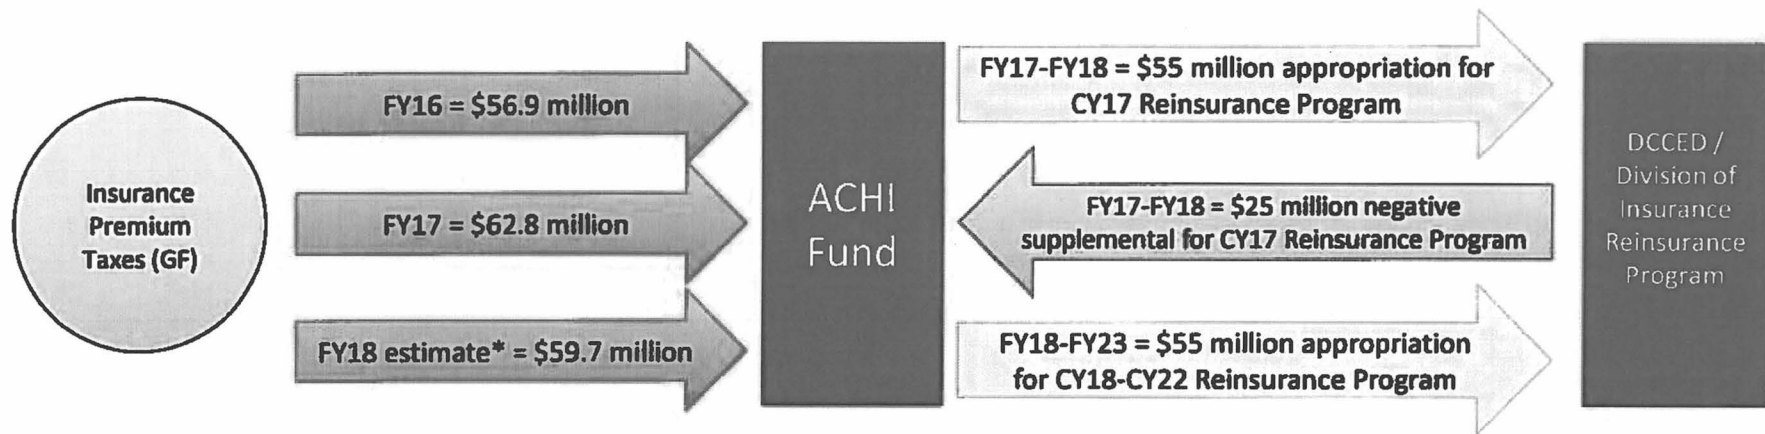 Insurance
Premium
Taxes (GF)
FY16 = $56.9 million
FY17 = $62.8 million
FY18 estimate* = $59.7 million
ACHI
Fund
FY17-FY18 = $55 million appropriation for
CY17 Reinsurance Program
FY17-FY18 = $25 million negative
supplemental for CY17 Reinsurance Program
FY18-FY23 = $55 million appropriation
for CY18-CY22 Reinsurance Program
DCCED /
Division of
Insurance
Reinsurance
Program